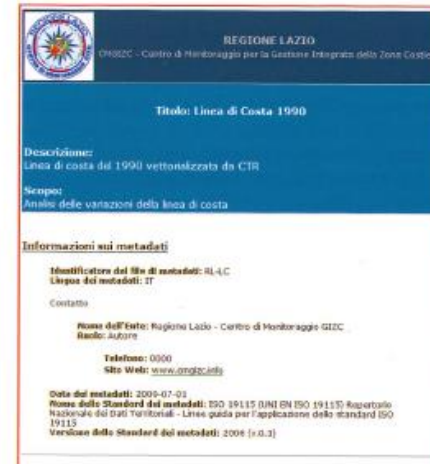 REGIONE LAZIO
CMGIZC - Centro di Monitoraggio per la Gestione Integrata della Zona Costie
Titolo: Linea di Costa 1990
Descrizione:
Linea di costa del 1990 vettorializzata da CTR
Scopo:
Analisi delle variazioni della linea di costa
Informazioni sui metadati
Identificatore del file di metadati: RL-LC
Lingua dei metadati: IT
Contatto
Nome dell'Ente: Regione Lazio - Centro di Monitoraggio GIZC
Ruolo: Autore
Telefono: 0000
Sito Web: www.cmgizc.info
Data dei metadati: 2009-07-01
Nome dello Standard dei metadati: ISO 19115 (UNI EN ISO 19115) Repertorio
Nazionale dei Dati Territoriali - Linee guida per l'applicazione dello standard ISO
19115
Versione dello Standard dei metadati: 2006 (v.0.3)